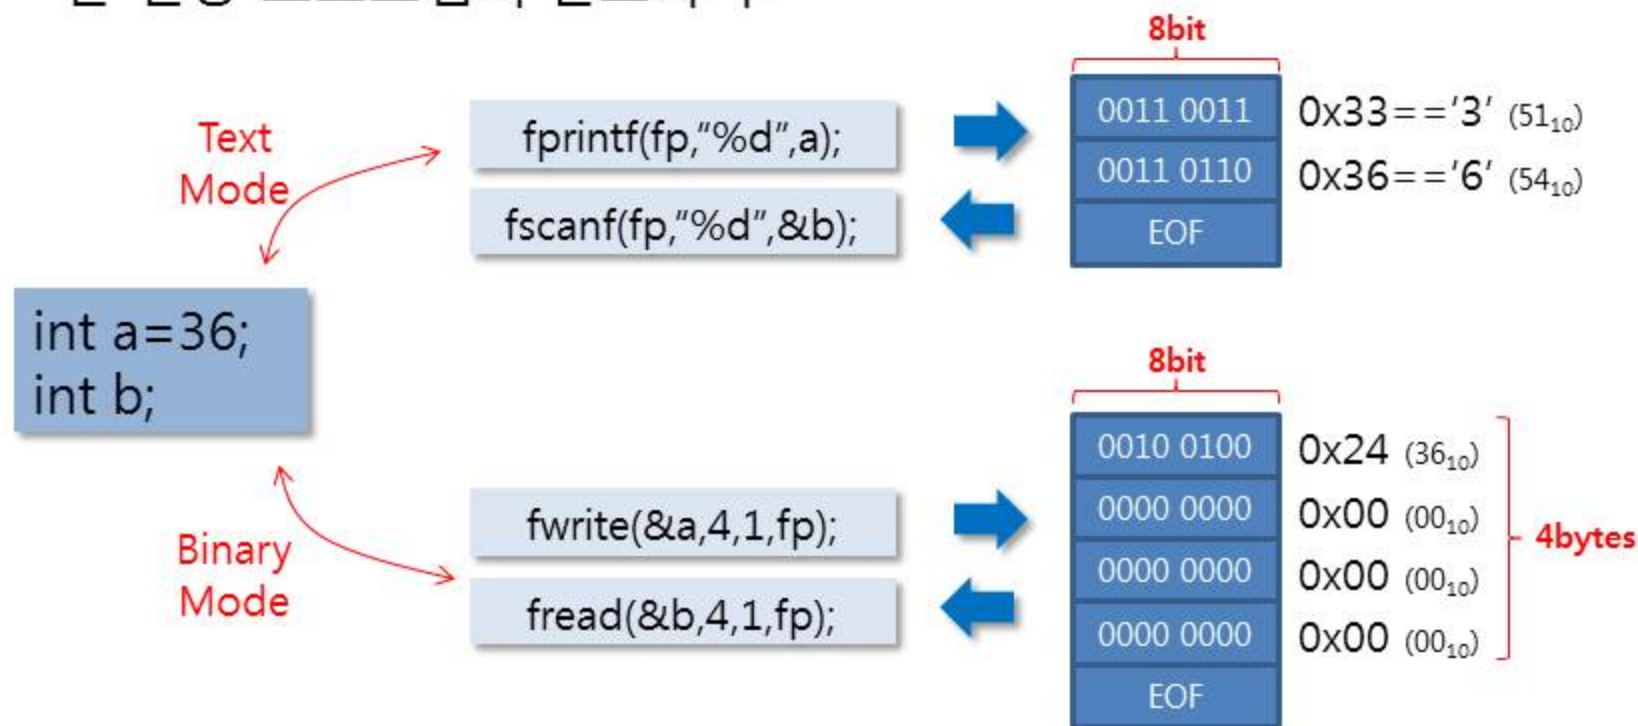 8bit
Text
Mode
fprintf(fp,"%d",a);
fscanf(fp,"%d",&b);
0011 0011 0x33=='3' (51₁₀)
0011 0110 0x36=='6' (54₁₀)
EOF
int a=36;
int b;
8bit
Binary
Mode
fwrite(&a,4,1,fp);
fread(&b,4,1,fp);
0010 0100 0x24 (36₁₀)
0000 0000 0x00 (00₁₀)
0000 0000 0x00 (00₁₀)
0000 0000 0x00 (00₁₀)
EOF
4bytes